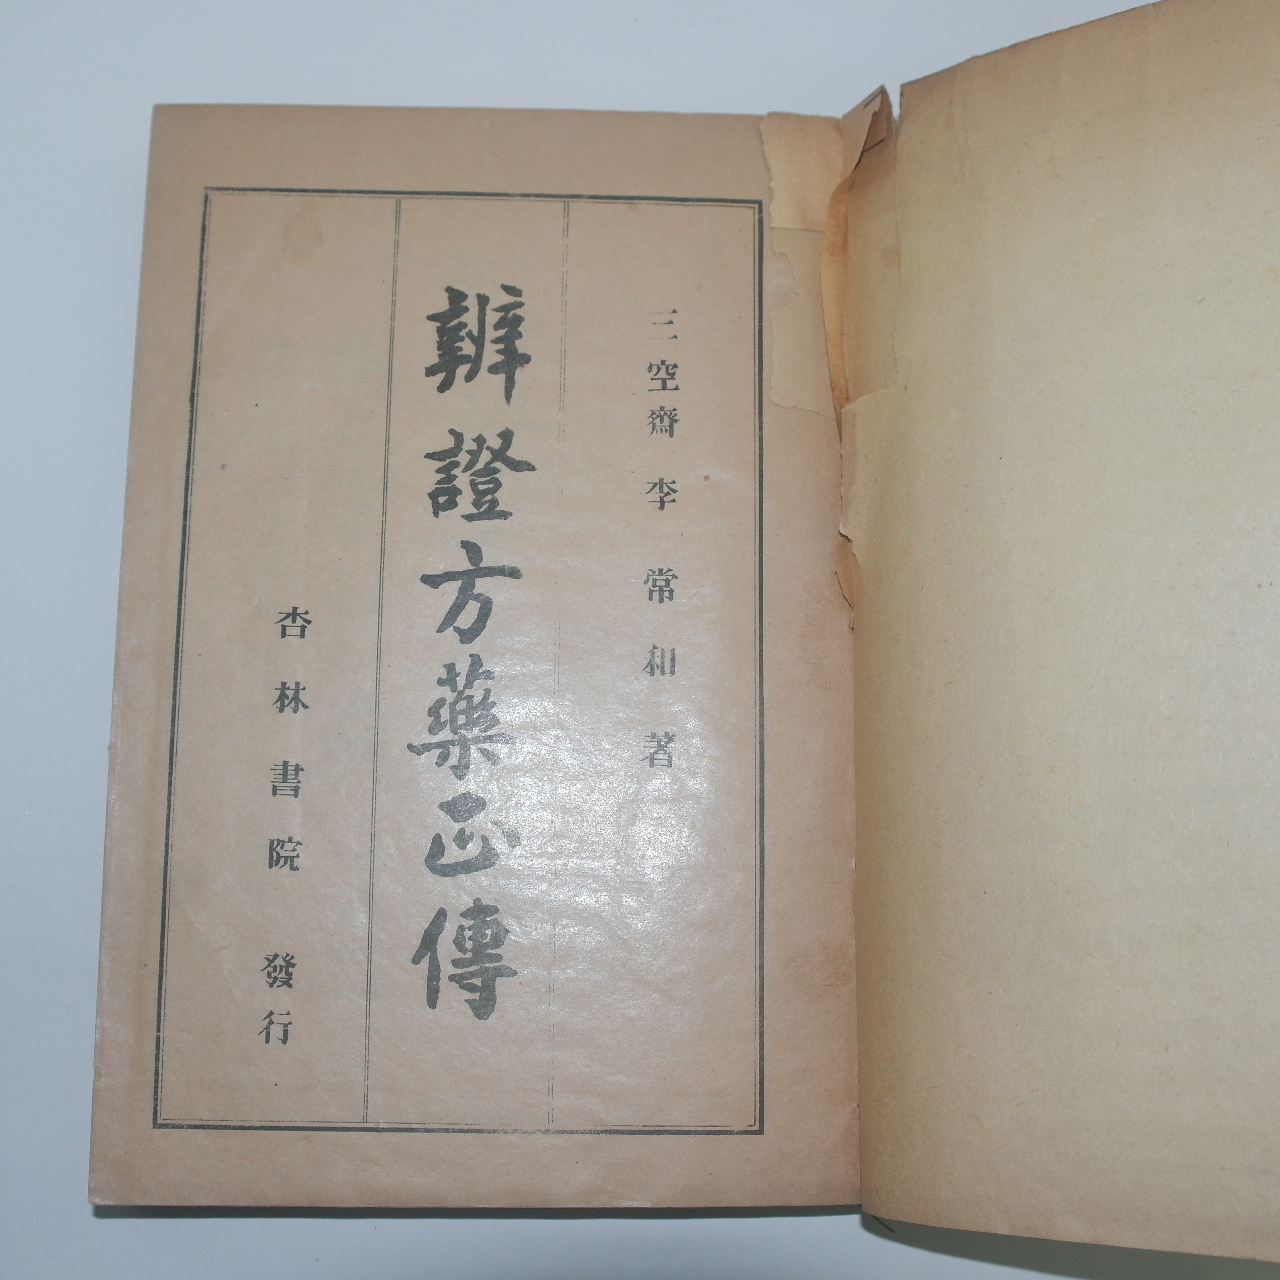 三空齋 李常和 著
辨證方藥正傳
杏林書院 發行